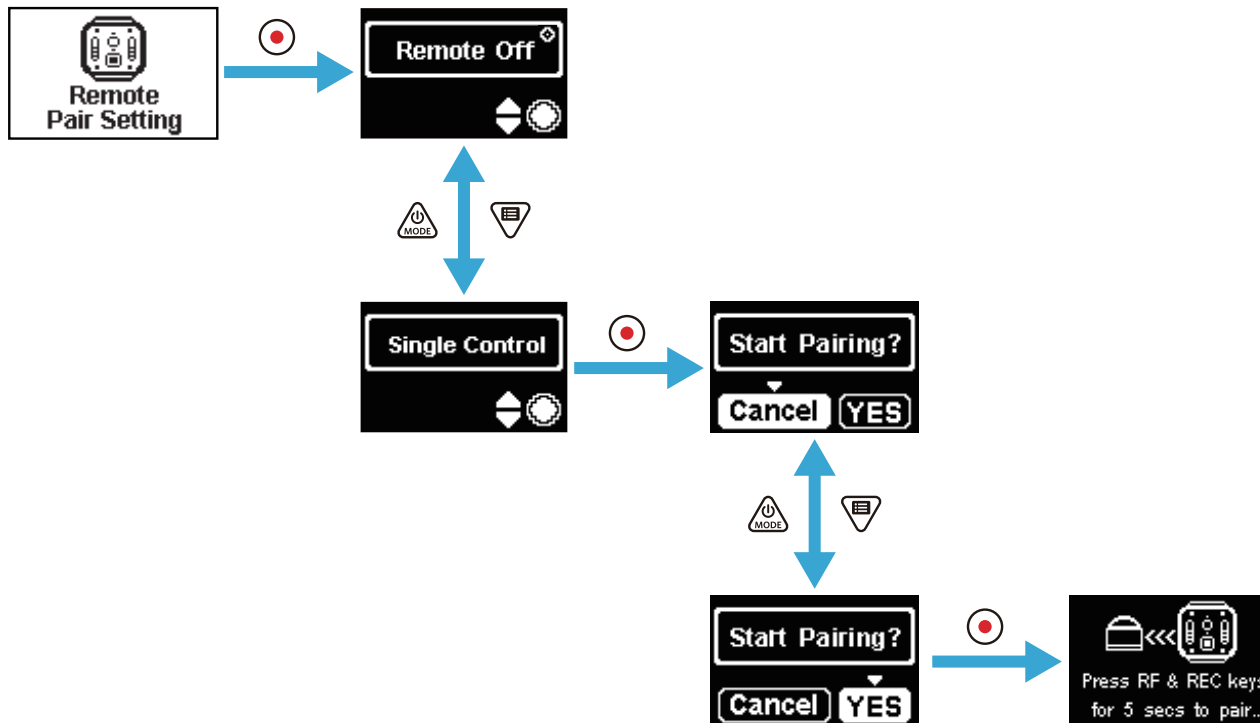 Remote
Pair Setting
Remote Off
MODE
Single Control
Start Pairing?
Cancel YES
MODE
Start Pairing?
Cancel YES
Press RF & REC keys
for 5 secs to pair..